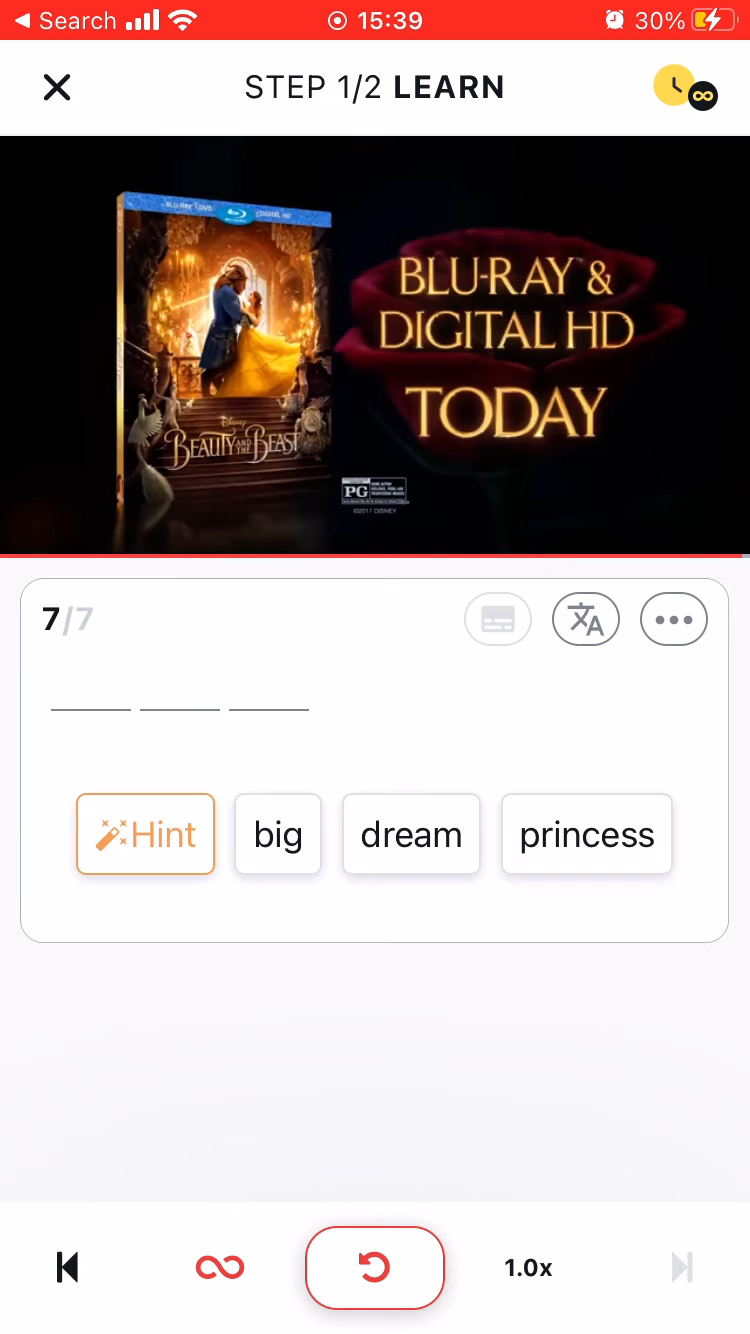 Search 15:39 30%
STEP 1/2 LEARN
BLU-RAY DVD DIGITAL HD
BLU-RAY™ &
DIGITAL HD
TODAY
Disney
BEAUTY AND THE BEAST
PG
©2017 DISNEY
7/7
Hint big dream princess
1.0x